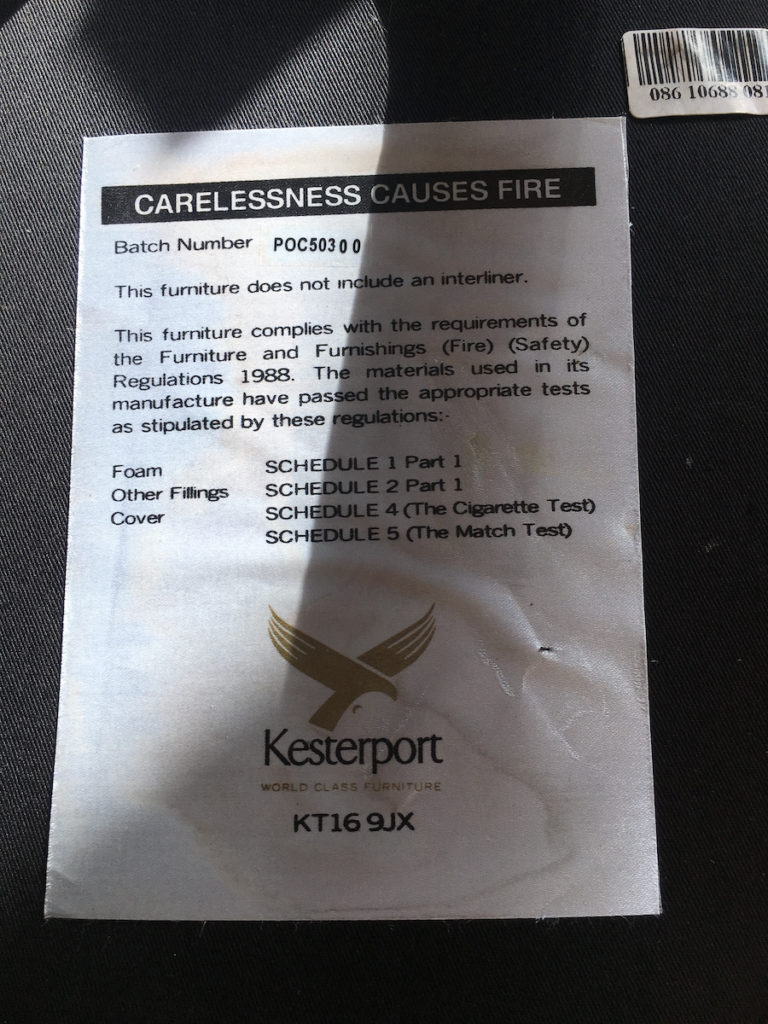 086 10688 081
CARELESSNESS CAUSES FIRE
Batch Number POC50300
This furniture does not include an interliner.
This furniture complies with the requirements of
the Furniture and Furnishings (Fire) (Safety)
Regulations 1988. The materials used in its
manufacture have passed the appropriate tests
as stipulated by these regulations:-
Foam SCHEDULE 1 Part 1
Other Fillings SCHEDULE 2 Part 1
Cover SCHEDULE 4 (The Cigarette Test)
SCHEDULE 5 (The Match Test)
Kesterport
WORLD CLASS FURNITURE
KT16 9JX